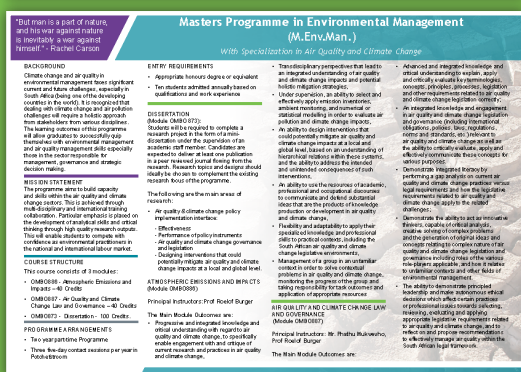 "But man is a part of nature,
and his war against nature
is inevitably a war against
himself." - Rachel Carson
Masters Programme in Environmental Management
(M.Env.Man.)
With Specialization in Air Quality and Climate Change
BACKGROUND
Climate change and air quality in
environmental management faces significant
current and future challenges, especially in
South Africa (being one of the developing
countries in the world). It is recognized that
dealing with climate change and air pollution
challenges will require a holistic approach
from stakeholders from various disciplines.
The learning outcomes of this programme
will allow graduates to successfully quip
themselves with environmental management
and air quality management skills especially
those in the sector responsible for
management, governance and strategic
decision making.
MISSION STATEMENT
The programme aims to build capacity
and skills within the air quality and climate
change sectors. This is achieved through
multi-disciplinary and international training
collaboration. Particular emphasis is placed on
the development of analytical skills and critical
thinking through high quality research outputs.
This will enable students to compete with
confidence as environmental practitioners in
the national and international labour market.
COURSE STRUCTURE
This course consists of 3 modules:
• OMBO886 - Atmospheric Emissions and
Impacts – 40 Credits
• OMBO887 - Air Quality and Climate
Change Law and Governance – 40 Credits
• OMBO873 - Dissertation - 100 Credits
PROGRAMME ARRANGEMENTS
• Two year part time Programme
• Three five-day contact sessions per year in
Potchefstroom
ENTRY REQUIREMENTS
• Appropriate honours degree or equivalent.
• Ten students admitted annually based on
qualifications and work experience
DISSERTATION
(Module OMBO873):
Students will be required to complete a
research project in the form of a mini-
dissertation under the supervision of an
academic staff member. Candidates are
expected to deliver at least one publication
in a peer reviewed journal flowing from the
research. Research topics and designs should
ideally be chosen to complement the existing
research focus of the programme.
The following are the main areas of
research:
• Air quality & climate change policy
implementation interface:
- Effectiveness
- Performance of policy instruments
- Air quality and climate change governance
and legislation
- Designing interventions that could
potentially mitigate air quality and climate
change impacts at a local and global level.
ATMOSPHERIC EMISSIONS AND IMPACTS
(Module OMBO886)
Principal Instructors: Prof Roelof Burger
The Main Module Outcomes are:
• Progressive and integrated knowledge and
critical understanding with regard to air
quality and climate change, to specifically
enable engagement with and critique of
current research and practices in air quality
and climate change,
• Transdisciplinary perspectives that lead to
an integrated understanding of air quality
and climate change impacts and potential
holistic mitigation strategies;
• Under supervision, an ability to select and
effectively apply emission inventories,
ambient monitoring, and numerical or
statistical modelling in order to evaluate air
pollution and climate change impacts,
• An ability to design interventions that
could potentially mitigate air quality and
climate change impacts at a local and
global level, based on an understanding of
hierarchical relations within these systems,
and the ability to address the intended
and unintended consequences of such
interventions.
• An ability to use the resources of academic,
professional and occupational discourses
to communicate and defend substantial
ideas that are the products of knowledge
production or development in air quality
and climate change,
• Flexibility and adaptability to apply their
specialized knowledge and professional
skills to practical contexts, including the
South African air quality and climate
change legislative environments,
• Management of a group in an unfamiliar
context in order to solve contextual
problems in air quality and climate change,
monitoring the progress of the group and
taking responsibility for task outcomes and
application of appropriate resources
AIR QUALITY AND CLIMATE CHANGE LAW
AND GOVERNANCE
(Module OMBO887)
Principal Instructors: Mr. Prathu Mukwevho,
Prof Roelof Burger
The Main Module Outcomes are:
• Advanced and integrated knowledge and
critical understanding to explain, apply
and critically evaluate key terminologies,
concepts, principles, processes, legislation
and other requirements related to air quality
and climate change legislation correctly;
• An integrated knowledge and engagement
in air quality and climate change legislation
and governance (including international
obligations, policies, laws, regulations,
norms and standards, etc.)relevant to
air quality and climate change as well as
the ability to critically evaluate, apply and
effectively communicate these concepts for
various purposes;
• Demonstrate integrated literacy by
performing a gap analysis on current air
quality and climate change practices versus
legal requirements and how the legislative
requirements related to air quality and
climate change apply to the related
challenges;
• Demonstrate the ability to act as innovative
thinkers, capable of critical analysis,
creative solving of complex problems
and the generation of new insights, ideas and
concepts relating to complex nature of air
quality and climate change legislation and
governance including roles of the various
role-players applicable, and how it relates
to unfamiliar contexts and other fields of
environmental management.
• The ability to demonstrate principled
leadership and make autonomous ethical
decisions which affect certain practices
or professional issues towards selecting,
reviewing, evaluating and applying
appropriate legislative requirements related
to air quality and climate change, and to
reflect on and propose recommendations
to effectively manage air quality within the
South African legal framework.